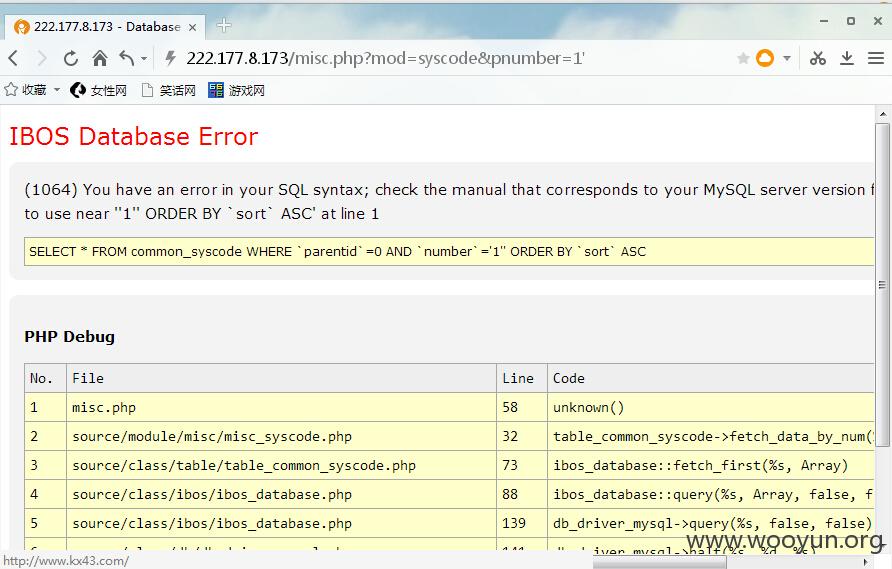 222.177.8.173 - Database
222.177.8.173/misc.php?mod=syscode&pnumber=1'
收藏 女性网 笑话网 游戏网
IBOS Database Error
(1064) You have an error in your SQL syntax; check the manual that corresponds to your MySQL server version f
to use near ''1'' ORDER BY `sort` ASC' at line 1
SELECT * FROM common_syscode WHERE `parentid`=0 AND `number`='1'' ORDER BY `sort` ASC
PHP Debug
No. File Line Code
1 misc.php 58 unknown()
2 source/module/misc/misc_syscode.php 32 table_common_syscode->fetch_data_by_num(
3 source/class/table/table_common_syscode.php 73 ibos_database::fetch_first(%s, Array)
4 source/class/ibos/ibos_database.php 88 ibos_database::query(%s, Array, false, f
5 source/class/ibos/ibos_database.php 139 db_driver_mysql->query(%s, false, false)
www.wooyun.org
http://www.kx43.com/